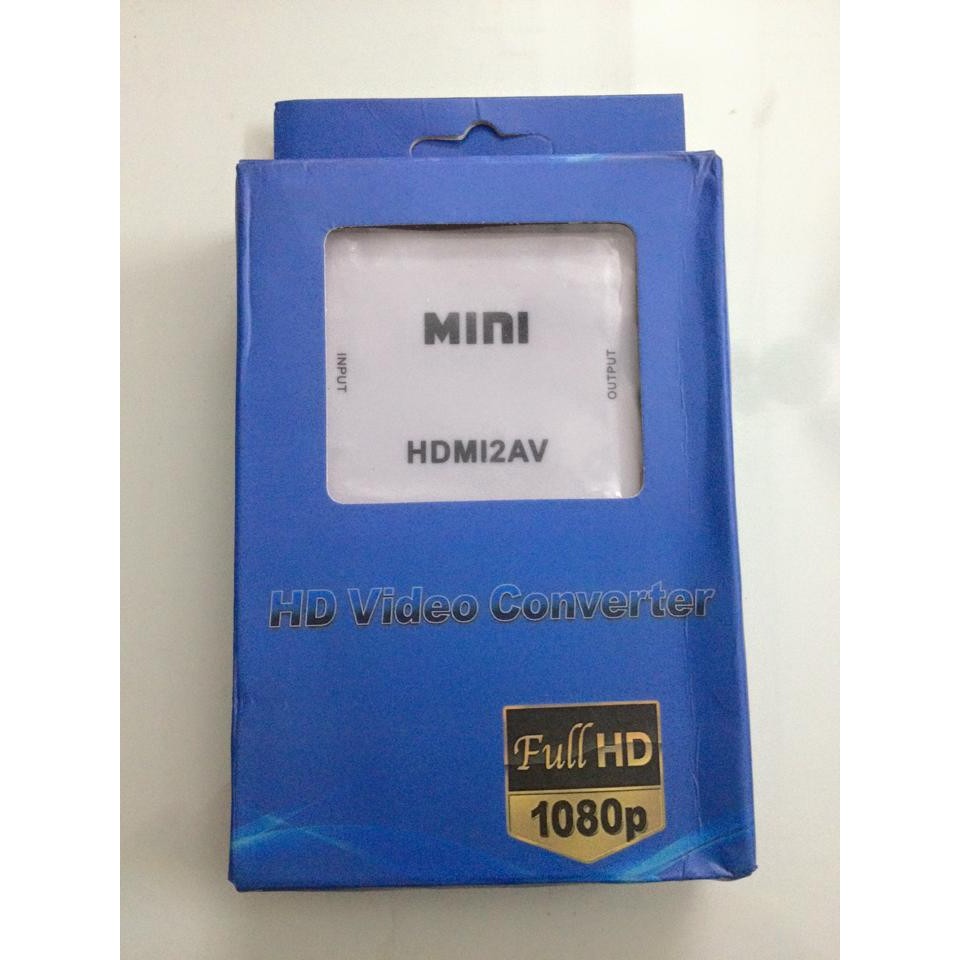 MINI
INPUT
OUTPUT
HDMI2AV
HD Video Converter
Full HD
1080p